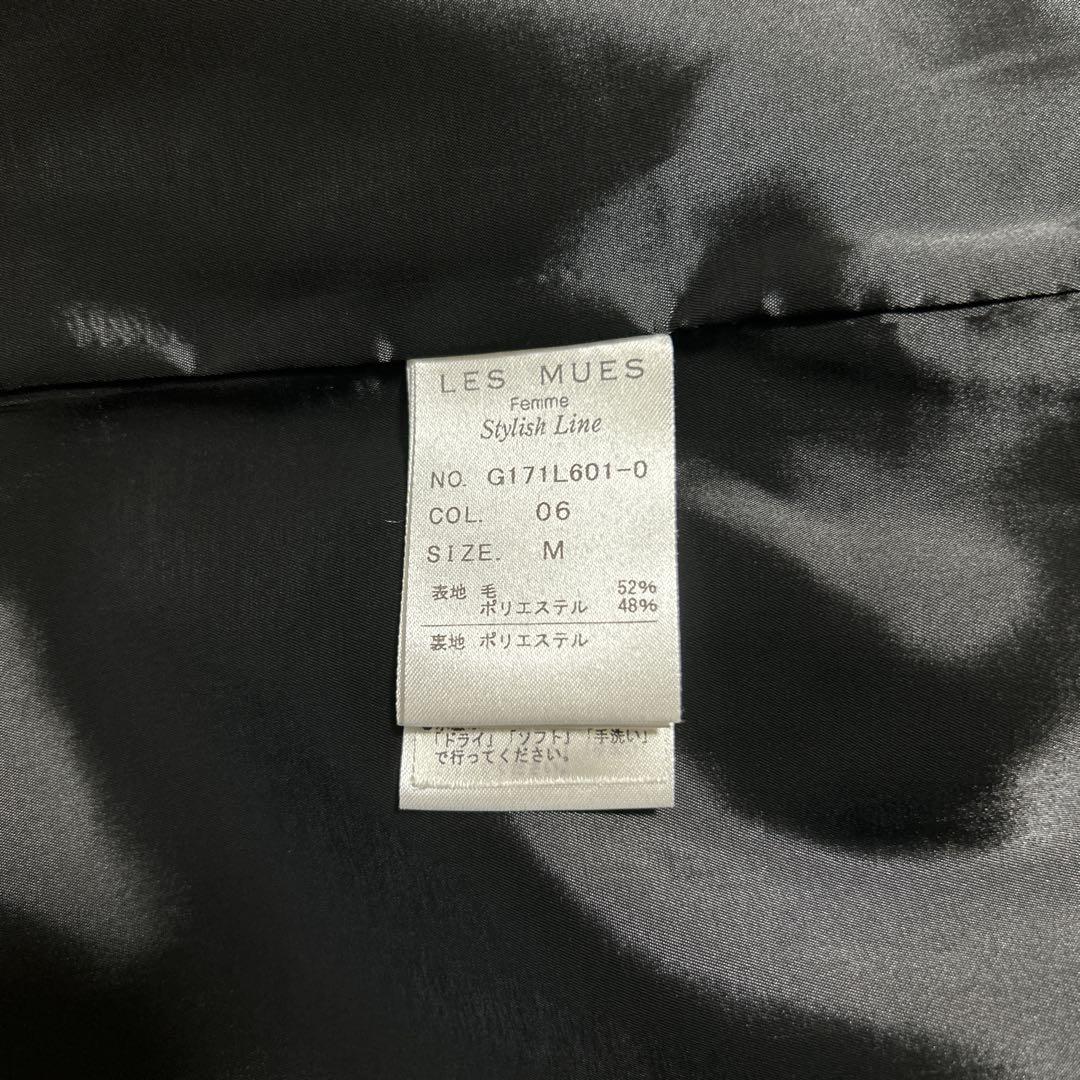 LES MUES
Femme
Stylish Line
NO. G171L601-0
COL. 06
SIZE. M
表地 毛 52%
ポリエステル 48%
裏地 ポリエステル
「ドライ」「ソフト」「手洗い」
で行ってください。